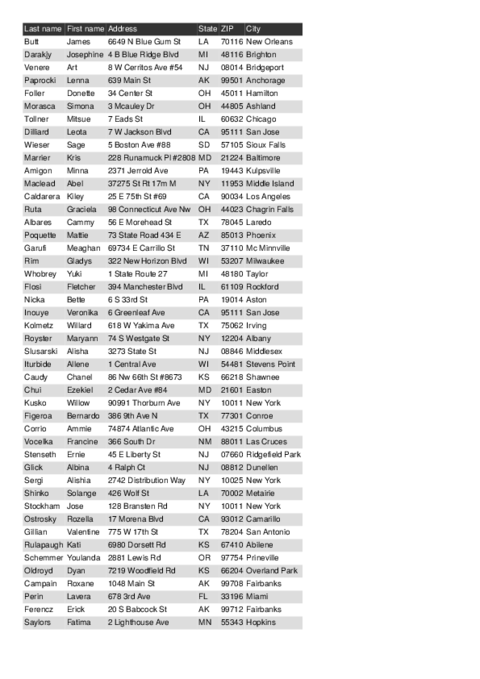 Last name First name Address State ZIP City
Butt James 6649 N Blue Gum St LA 70116 New Orleans
Darakjy Josephine 4 B Blue Ridge Blvd MI 48116 Brighton
Venere Art 8 W Cerritos Ave #54 NJ 08014 Bridgeport
Paprocki Lenna 639 Main St AK 99501 Anchorage
Foller Donette 34 Center St OH 45011 Hamilton
Morasca Simona 3 Mcauley Dr OH 44805 Ashland
Tollner Mitsue 7 Eads St IL 60632 Chicago
Dilliard Leota 7 W Jackson Blvd CA 95111 San Jose
Wieser Sage 5 Boston Ave #88 SD 57105 Sioux Falls
Marrier Kris 228 Runamuck Pl #2808 MD 21224 Baltimore
Amigon Minna 2371 Jerrold Ave PA 19443 Kulpsville
Maclead Abel 37275 St Rt 17m M NY 11953 Middle Island
Caldarera Kiley 25 E 75th St #69 CA 90034 Los Angeles
Ruta Graciela 98 Connecticut Ave Nw OH 44023 Chagrin Falls
Albares Cammy 56 E Morehead St TX 78045 Laredo
Poquette Mattie 73 State Road 434 E AZ 85013 Phoenix
Garufi Meaghan 69734 E Carrillo St TN 37110 Mc Minnville
Rim Gladys 322 New Horizon Blvd WI 53207 Milwaukee
Whobrey Yuki 1 State Route 27 MI 48180 Taylor
Flosi Fletcher 394 Manchester Blvd IL 61109 Rockford
Nicka Bette 6 S 33rd St PA 19014 Aston
Inouye Veronika 6 Greenleaf Ave CA 95111 San Jose
Kolmetz Willard 618 W Yakima Ave TX 75062 Irving
Royster Maryann 74 S Westgate St NY 12204 Albany
Slusarski Alisha 3273 State St NJ 08846 Middlesex
Iturbide Allene 1 Central Ave WI 54481 Stevens Point
Caudy Chanel 86 Nw 66th St #8673 KS 66218 Shawnee
Chui Ezekiel 2 Cedar Ave #84 MD 21601 Easton
Kusko Willow 90991 Thorburn Ave NY 10011 New York
Figeroa Bernardo 386 9th Ave N TX 77301 Conroe
Corrio Ammie 74874 Atlantic Ave OH 43215 Columbus
Vocelka Francine 366 South Dr NM 88011 Las Cruces
Stenseth Ernie 45 E Liberty St NJ 07660 Ridgefield Park
Glick Albina 4 Ralph Ct NJ 08812 Dunellen
Sergi Alishia 2742 Distribution Way NY 10025 New York
Shinko Solange 426 Wolf St LA 70002 Metairie
Stockham Jose 128 Bransten Rd NY 10011 New York
Ostrosky Rozella 17 Morena Blvd CA 93012 Camarillo
Gillian Valentine 775 W 17th St TX 78204 San Antonio
Rulapaugh Kati 6980 Dorsett Rd KS 67410 Abilene
Schemmer Youlanda 2881 Lewis Rd OR 97754 Prineville
Oldroyd Dyan 7219 Woodfield Rd KS 66204 Overland Park
Campain Roxane 1048 Main St AK 99708 Fairbanks
Perin Lavera 678 3rd Ave FL 33196 Miami
Ferencz Erick 20 S Babcock St AK 99712 Fairbanks
Saylors Fatima 2 Lighthouse Ave MN 55343 Hopkins